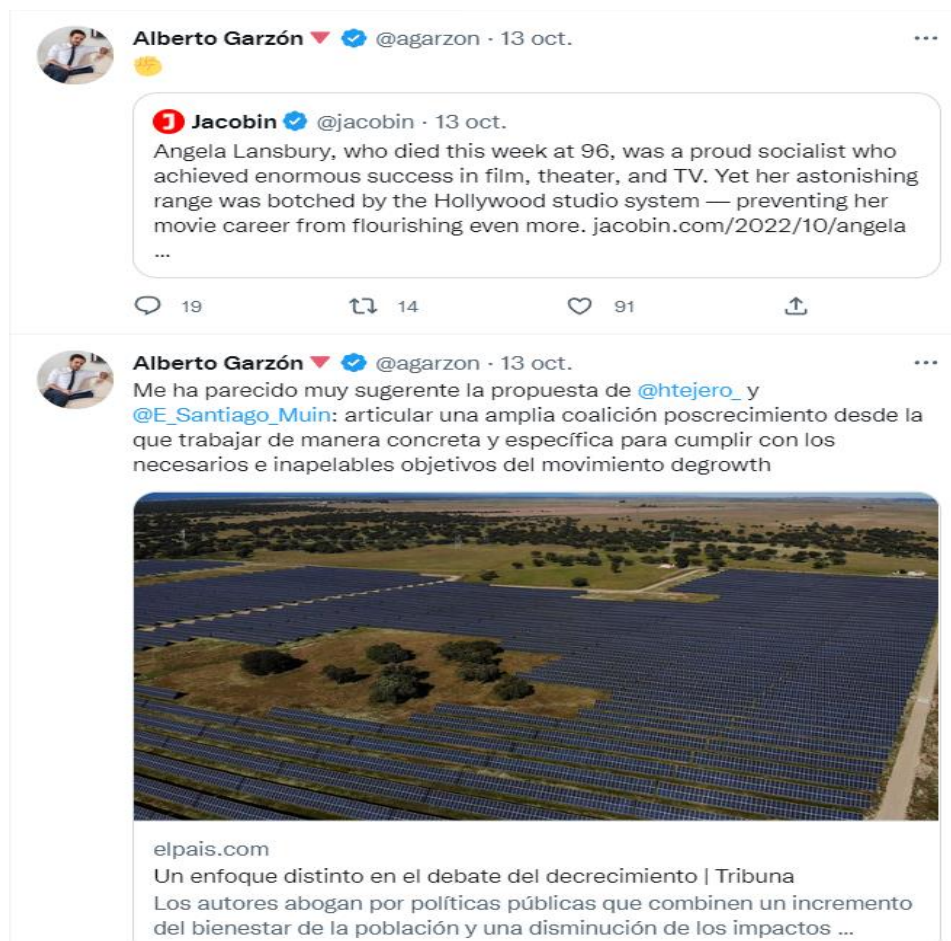 Alberto Garzón 🔻 @agarzon · 13 oct.
✊
Jacobin @jacobin · 13 oct.
Angela Lansbury, who died this week at 96, was a proud socialist who
achieved enormous success in film, theater, and TV. Yet her astonishing
range was botched by the Hollywood studio system — preventing her
movie career from flourishing even more. jacobin.com/2022/10/angela
...
19 14 91
Alberto Garzón 🔻 @agarzon · 13 oct.
Me ha parecido muy sugerente la propuesta de @htejero_ y
@E_Santiago_Muin: articular una amplia coalición poscrecimiento desde la
que trabajar de manera concreta y específica para cumplir con los
necesarios e inapelables objetivos del movimiento degrowth
elpais.com
Un enfoque distinto en el debate del decrecimiento | Tribuna
Los autores abogan por políticas públicas que combinen un incremento
del bienestar de la población y una disminución de los impactos ...